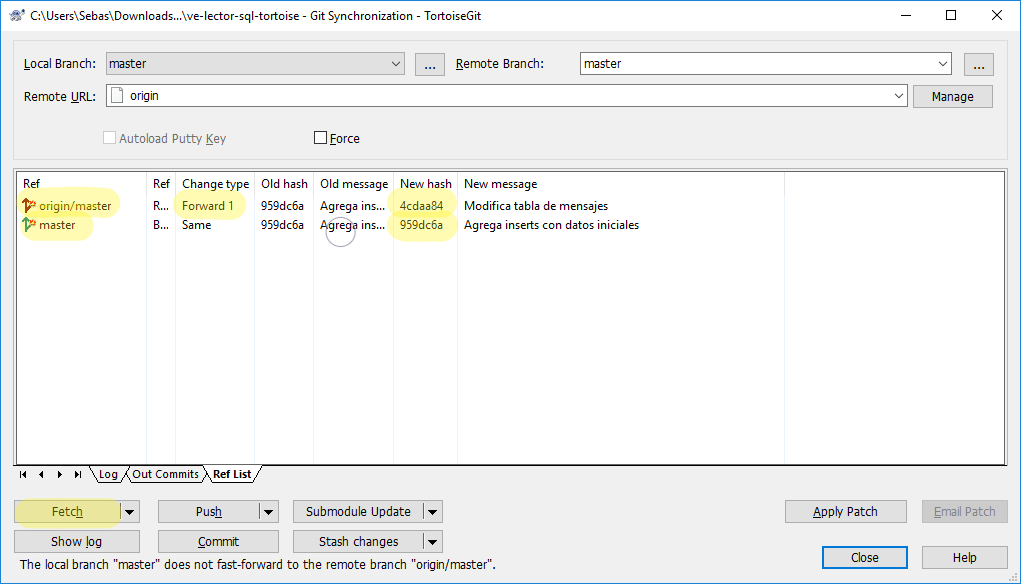 C:\Users\Sebas\Downloads...\ve-lector-sql-tortoise - Git Synchronization - TortoiseGit
Local Branch: master ... Remote Branch: master ...
Remote URL: origin Manage
Autoload Putty Key Force
Ref Ref Change type Old hash Old message New hash New message
origin/master R... Forward 1 959dc6a Agrega ins... 4cdaa84 Modifica tabla de mensajes
master B... Same 959dc6a Agrega ins... 959dc6a Agrega inserts con datos iniciales
Log Out Commits Ref List
Fetch Push Submodule Update Apply Patch Email Patch
Show log Commit Stash changes Close Help
The local branch "master" does not fast-forward to the remote branch "origin/master".